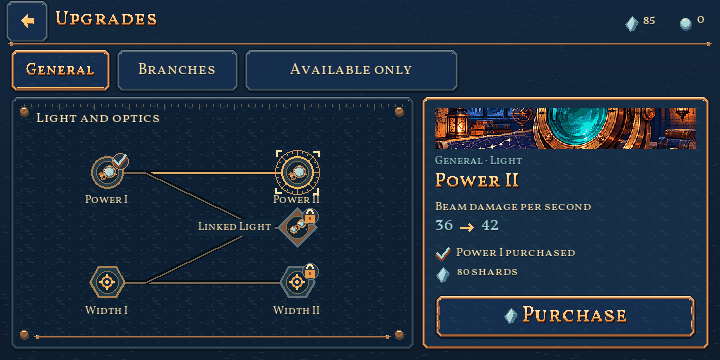 Upgrades
85
0
General
Branches
Available only
Light and optics
Power I
Power II
Linked Light
Width I
Width II
General · Light
Power II
Beam damage per second
36 → 42
Power I purchased
80 shards
Purchase